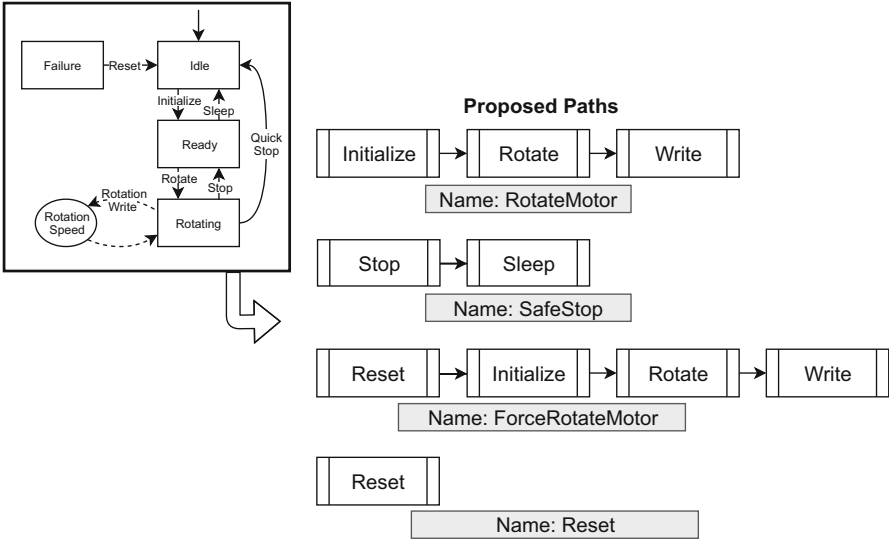 Failure
Reset
Idle
Initialize
Sleep
Ready
Quick
Stop
Rotate
Stop
Rotation
Write
Rotation
Speed
Rotating
Proposed Paths
Initialize
Rotate
Write
Name: RotateMotor
Stop
Sleep
Name: SafeStop
Reset
Initialize
Rotate
Write
Name: ForceRotateMotor
Reset
Name: Reset